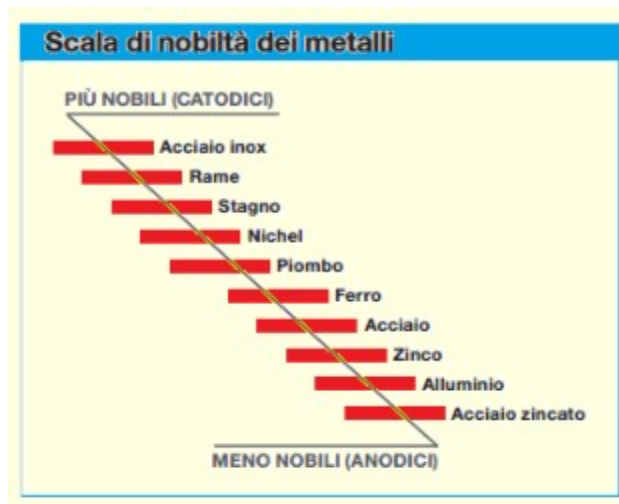 Scala di nobiltà dei metalli
PIÙ NOBILI (CATODICI)
Acciaio inox
Rame
Stagno
Nichel
Piombo
Ferro
Acciaio
Zinco
Alluminio
Acciaio zincato
MENO NOBILI (ANODICI)